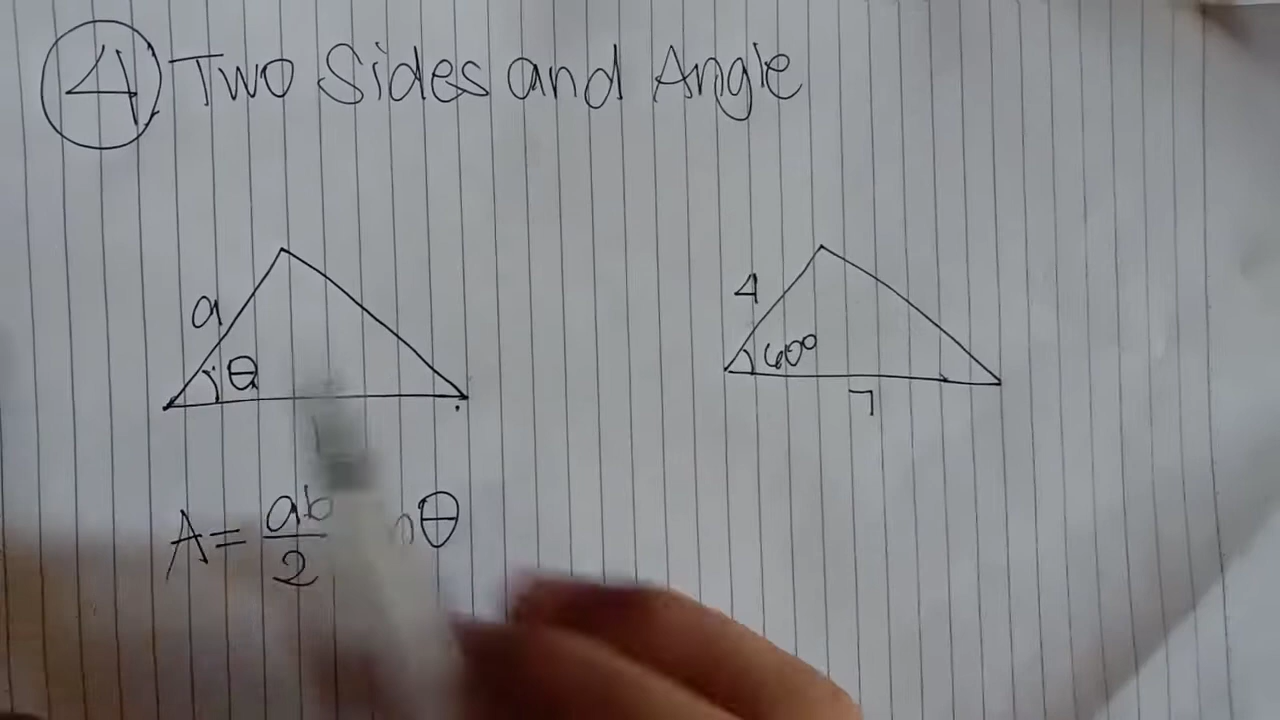 4 Two Sides and Angle
a
θ
4
60°
7
A = ab/2 θ